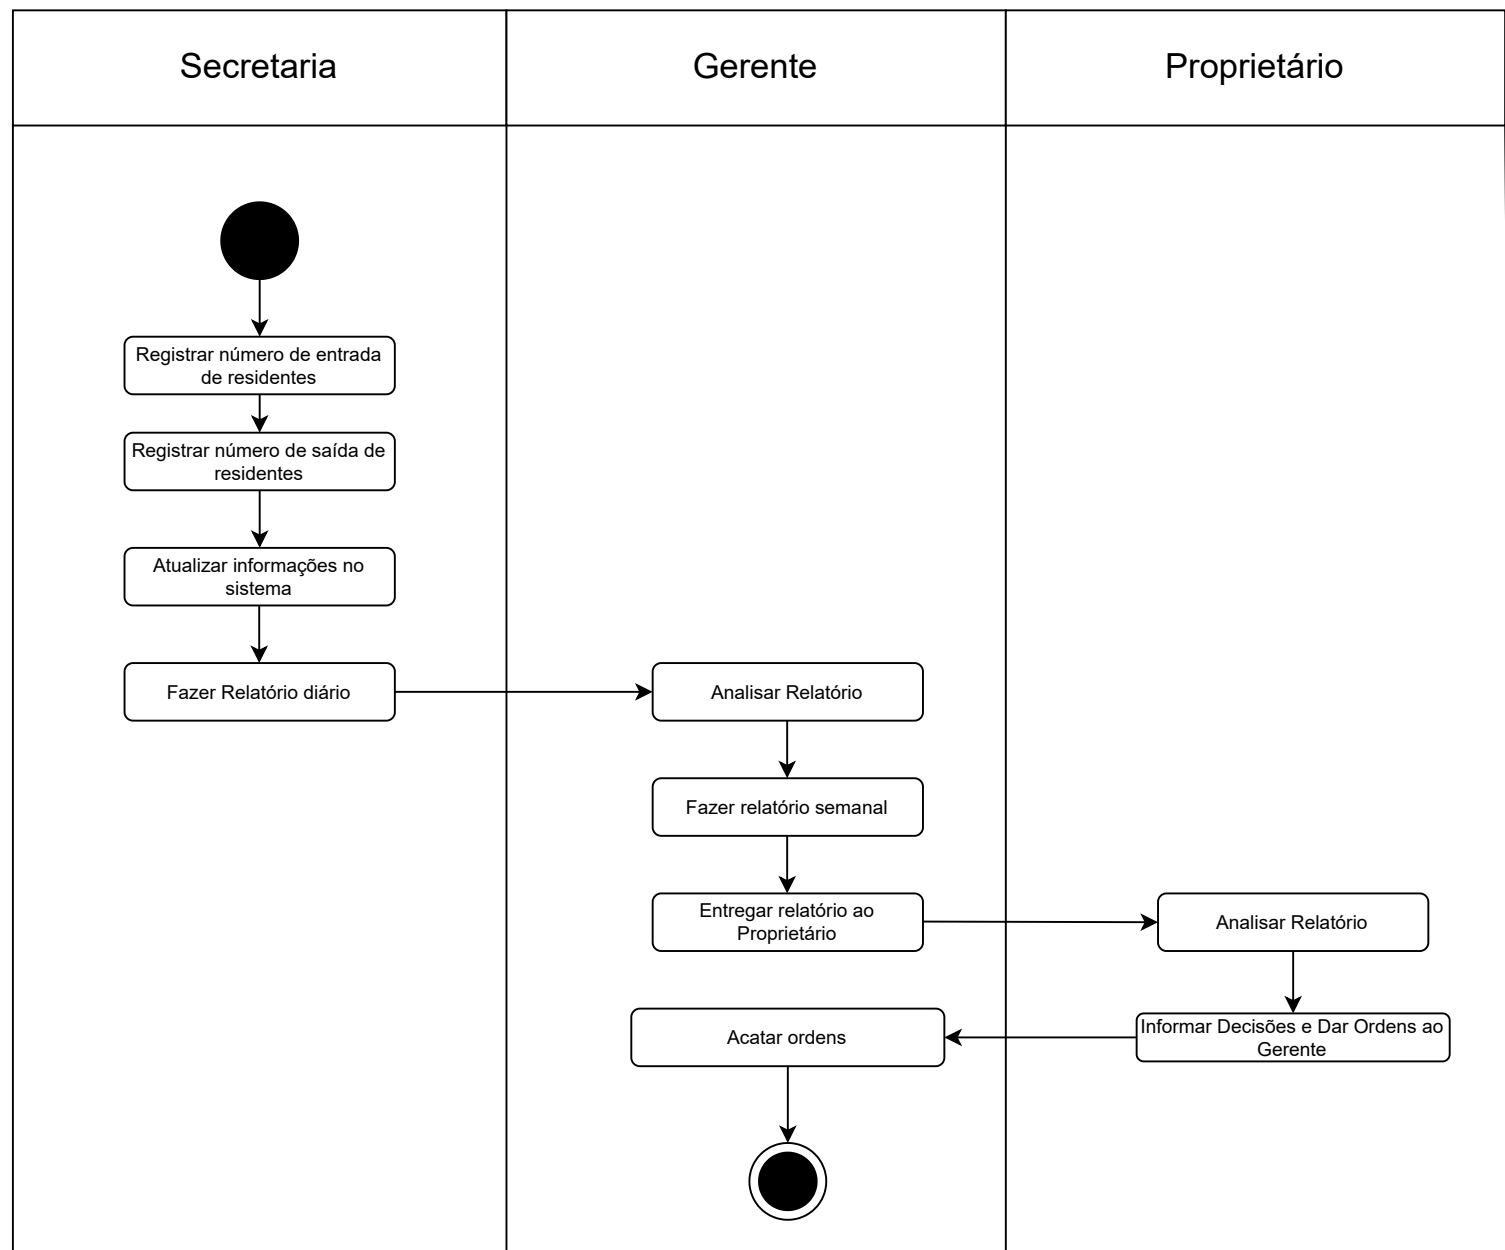 Secretaria
Gerente
Proprietário
Registrar número de entrada
de residentes
Registrar número de saída de
residentes
Atualizar informações no
sistema
Fazer Relatório diário
Analisar Relatório
Fazer relatório semanal
Entregar relatório ao
Proprietário
Analisar Relatório
Informar Decisões e Dar Ordens ao
Gerente
Acatar ordens